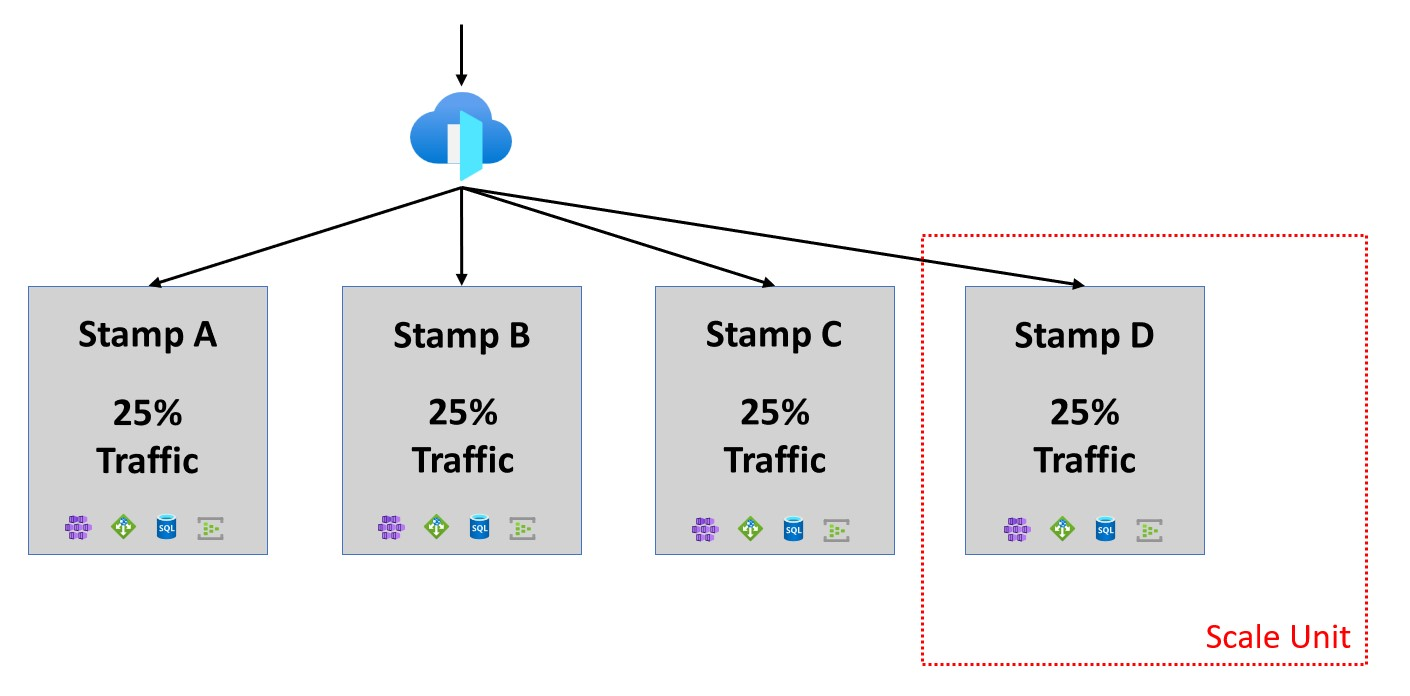 Stamp A
25%
Traffic
SQL
Stamp B
25%
Traffic
SQL
Stamp C
25%
Traffic
SQL
Stamp D
25%
Traffic
SQL
Scale Unit